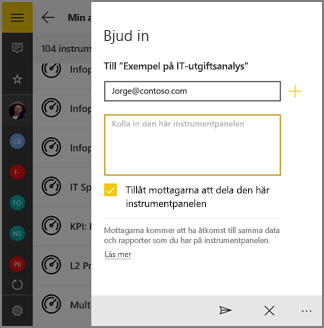 Min a
104 instrum
Infop
Infop
Infop
IT Sp
KPI: F
L2 Pr
Mult
CB
F-
FO
NS
PB
Bjud in
Till ”Exempel på IT-utgiftsanalys”
Jorge@contoso.com
Kolla in den här instrumentpanelen
Tillåt mottagarna att dela den här
instrumentpanelen
Mottagarna kommer att ha åtkomst till samma data
och rapporter som du har på instrumentpanelen.
Läs mer